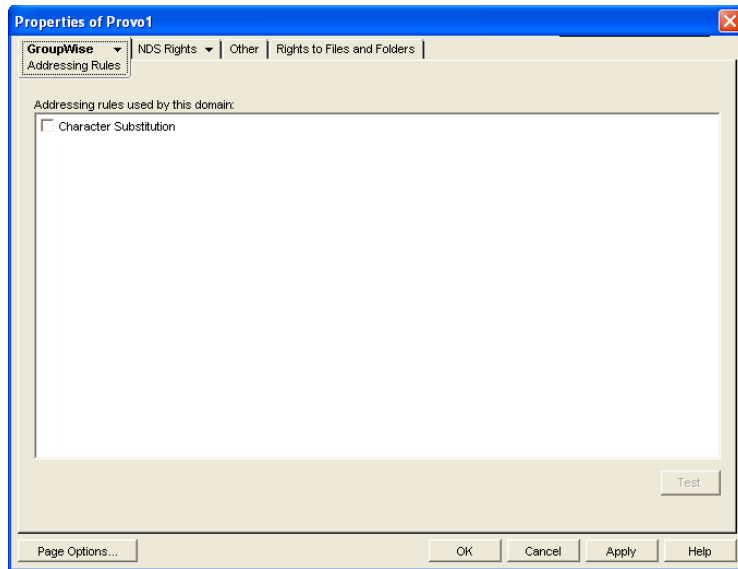 Properties of Provo1
GroupWise NDS Rights Other Rights to Files and Folders
Addressing Rules
Addressing rules used by this domain:
Character Substitution
Test
Page Options... OK Cancel Apply Help